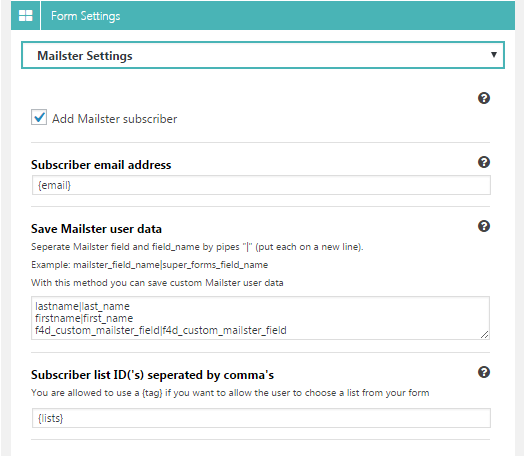 Form Settings
Mailster Settings
Add Mailster subscriber
Subscriber email address
{email}
Save Mailster user data
Seperate Mailster field and field_name by pipes "|" (put each on a new line).
Example: mailster_field_name|super_forms_field_name
With this method you can save custom Mailster user data
lastname|last_name
firstname|first_name
f4d_custom_mailster_field|f4d_custom_mailster_field
Subscriber list ID('s) seperated by comma's
You are allowed to use a {tag} if you want to allow the user to choose a list from your form
{lists}